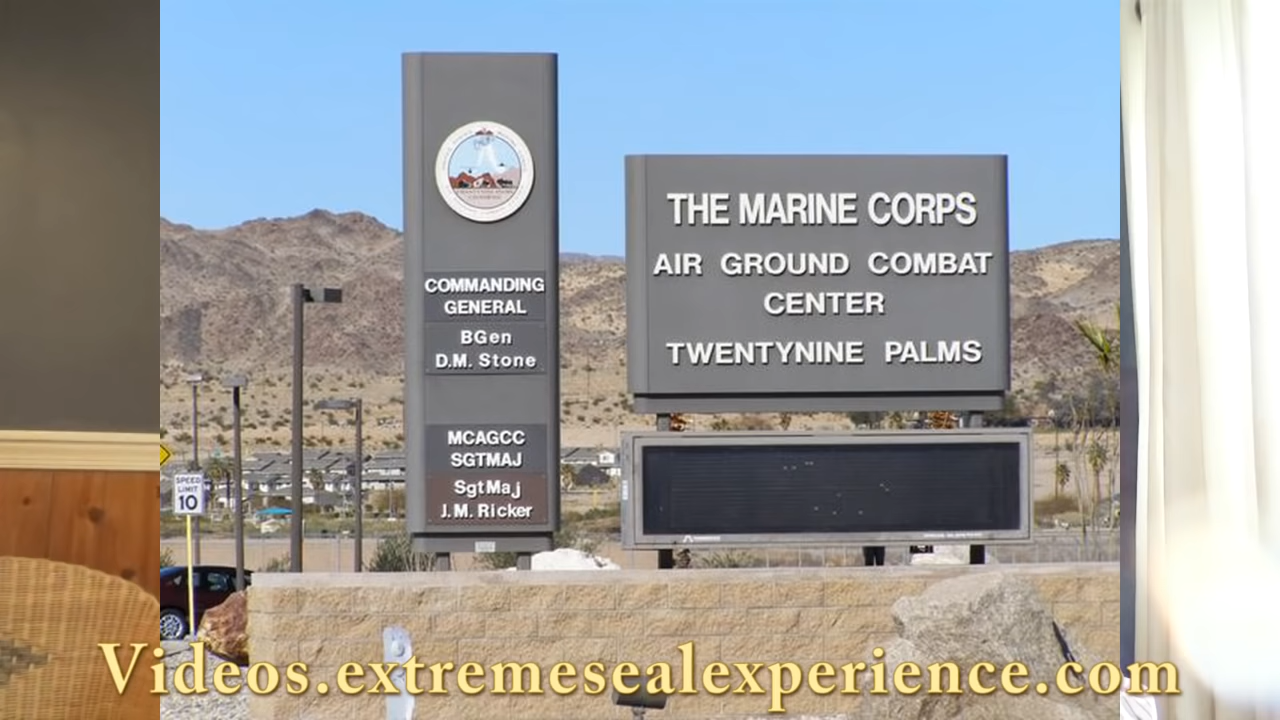 COMMANDING
GENERAL
BGen
D.M. Stone
MCAGCC
SGTMAJ
SgtMaj
J.M. Ricker
THE MARINE CORPS
AIR GROUND COMBAT
CENTER
TWENTYNINE PALMS
SPEED
LIMIT
10
Videos.extremesealexperience.com